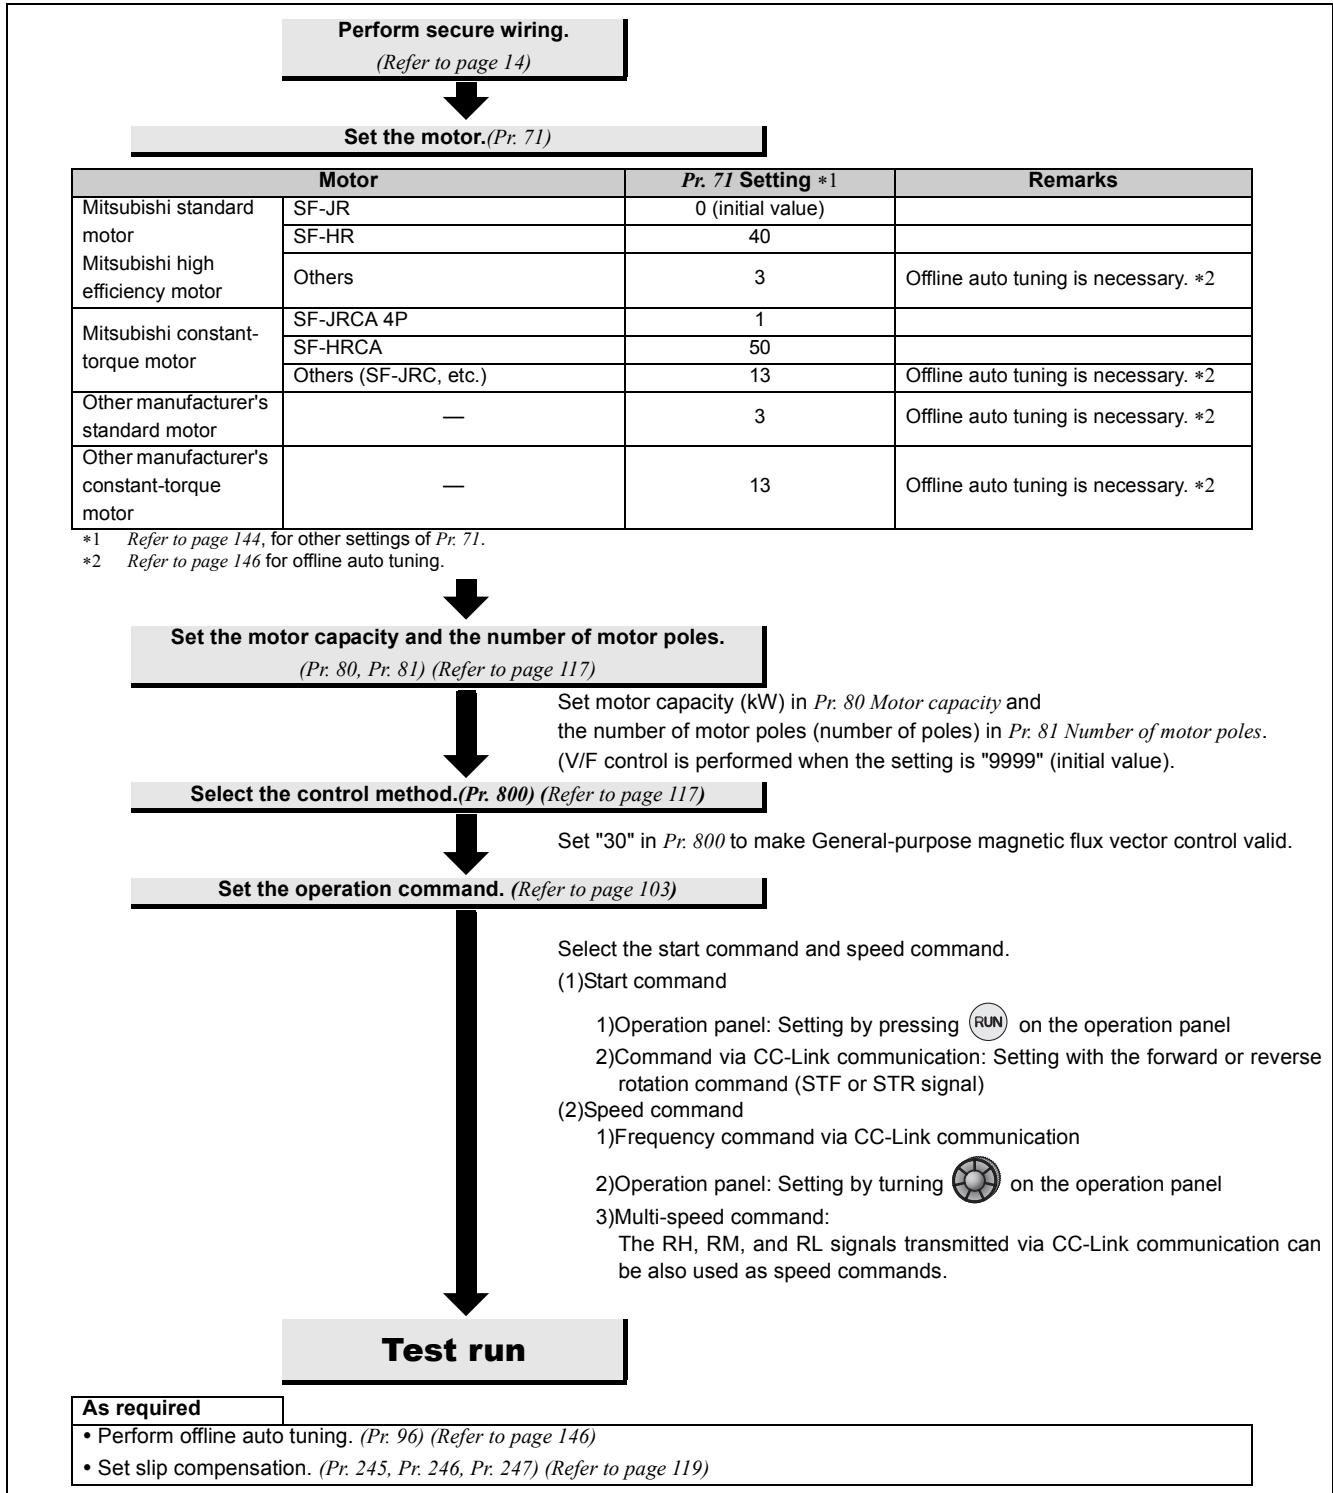 Perform secure wiring.
(Refer to page 14)
Set the motor.(Pr. 71)
Motor Pr. 71 Setting *1 Remarks
Mitsubishi standard motor
Mitsubishi high efficiency motor
SF-JR 0 (initial value)
SF-HR 40
Others 3 Offline auto tuning is necessary. *2
Mitsubishi constant-torque motor
SF-JRCA 4P 1
SF-HRCA 50
Others (SF-JRC, etc.) 13 Offline auto tuning is necessary. *2
Other manufacturer's standard motor — 3 Offline auto tuning is necessary. *2
Other manufacturer's constant-torque motor — 13 Offline auto tuning is necessary. *2
*1 Refer to page 144, for other settings of Pr. 71.
*2 Refer to page 146 for offline auto tuning.
Set the motor capacity and the number of motor poles.
(Pr. 80, Pr. 81) (Refer to page 117)
Set motor capacity (kW) in Pr. 80 Motor capacity and
the number of motor poles (number of poles) in Pr. 81 Number of motor poles.
(V/F control is performed when the setting is "9999" (initial value).
Select the control method.(Pr. 800) (Refer to page 117)
Set "30" in Pr. 800 to make General-purpose magnetic flux vector control valid.
Set the operation command. (Refer to page 103)
Select the start command and speed command.
(1)Start command
1)Operation panel: Setting by pressing RUN on the operation panel
2)Command via CC-Link communication: Setting with the forward or reverse
rotation command (STF or STR signal)
(2)Speed command
1)Frequency command via CC-Link communication
2)Operation panel: Setting by turning on the operation panel
3)Multi-speed command:
The RH, RM, and RL signals transmitted via CC-Link communication can
be also used as speed commands.
Test run
As required
• Perform offline auto tuning. (Pr. 96) (Refer to page 146)
• Set slip compensation. (Pr. 245, Pr. 246, Pr. 247) (Refer to page 119)